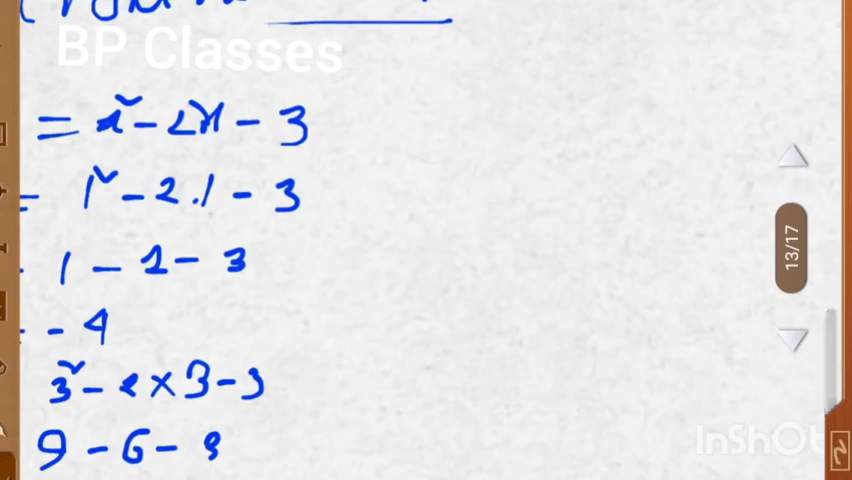 BP Classes
= x² - 2x - 3
= 1² - 2.1 - 3
1 - 2 - 3
- 4
3² - 2 × 3 - 3
9 - 6 - 3
13/17
InShOt